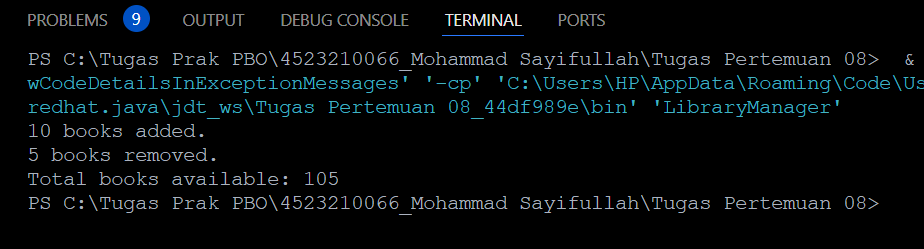 PROBLEMS 9 OUTPUT DEBUG CONSOLE TERMINAL PORTS
PS C:\Tugas Prak PBO\4523210066_Mohammad Sayifullah\Tugas Pertemuan 08>  &
wCodeDetailsInExceptionMessages' '-cp' 'C:\Users\HP\AppData\Roaming\Code\Us
redhat.java\jdt_ws\Tugas Pertemuan 08_44df989e\bin' 'LibraryManager'
10 books added.
5 books removed.
Total books available: 105
PS C:\Tugas Prak PBO\4523210066_Mohammad Sayifullah\Tugas Pertemuan 08>